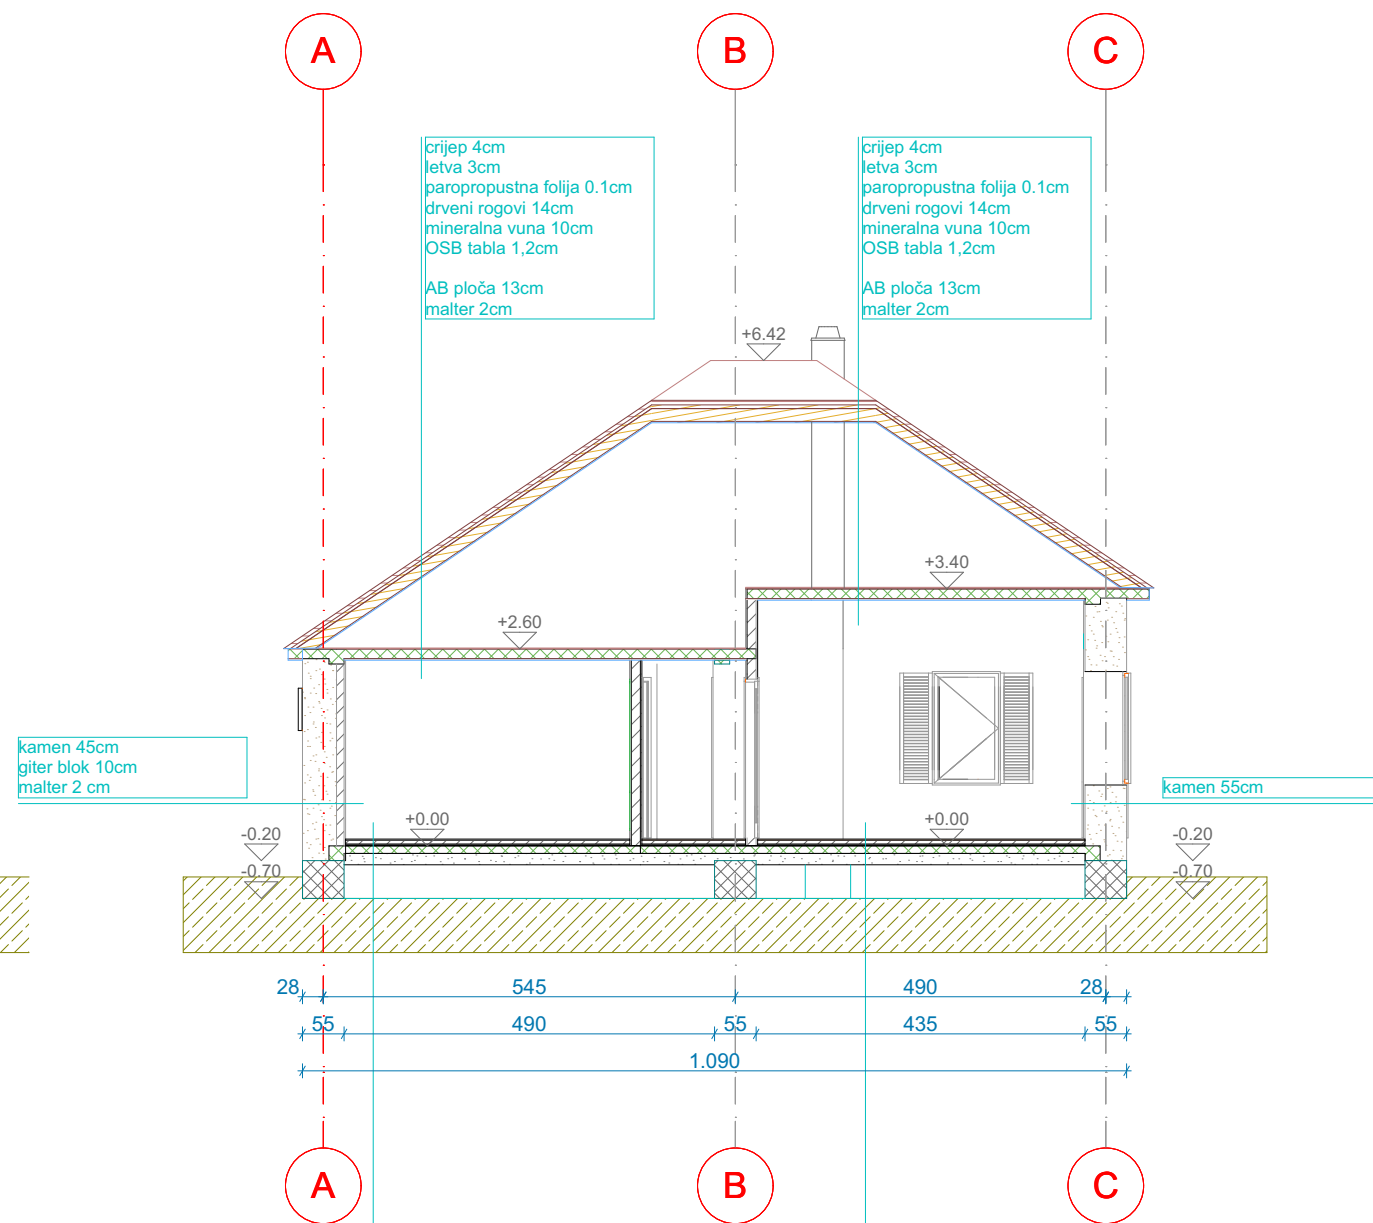 A
B
C
crijep 4cm
letva 3cm
paropropustna folija 0.1cm
drveni rogovi 14cm
mineralna vuna 10cm
OSB tabla 1,2cm
AB ploča 13cm
malter 2cm
crijep 4cm
letva 3cm
paropropustna folija 0.1cm
drveni rogovi 14cm
mineralna vuna 10cm
OSB tabla 1,2cm
AB ploča 13cm
malter 2cm
+6.42
+3.40
+2.60
kamen 45cm
giter blok 10cm
malter 2 cm
kamen 55cm
+0.00
+0.00
-0.20
-0.70
-0.20
-0.70
28
545
490
28
55
490
55
435
55
1.090
A
B
C